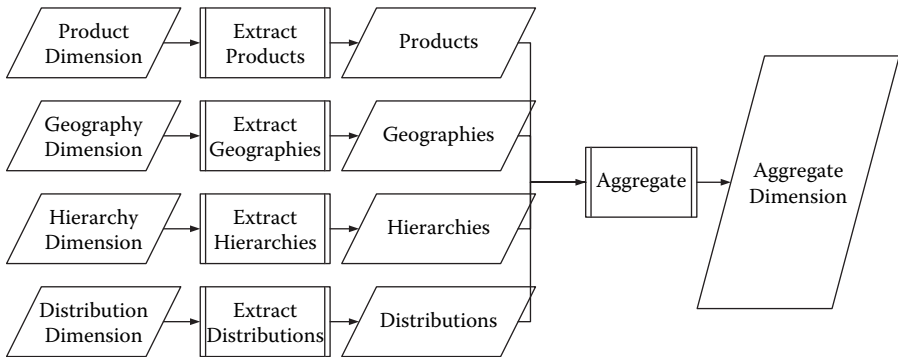 Product
Dimension
Extract
Products
Products
Geography
Dimension
Extract
Geographies
Geographies
Hierarchy
Dimension
Extract
Hierarchies
Hierarchies
Distribution
Dimension
Extract
Distributions
Distributions
Aggregate
Aggregate
Dimension